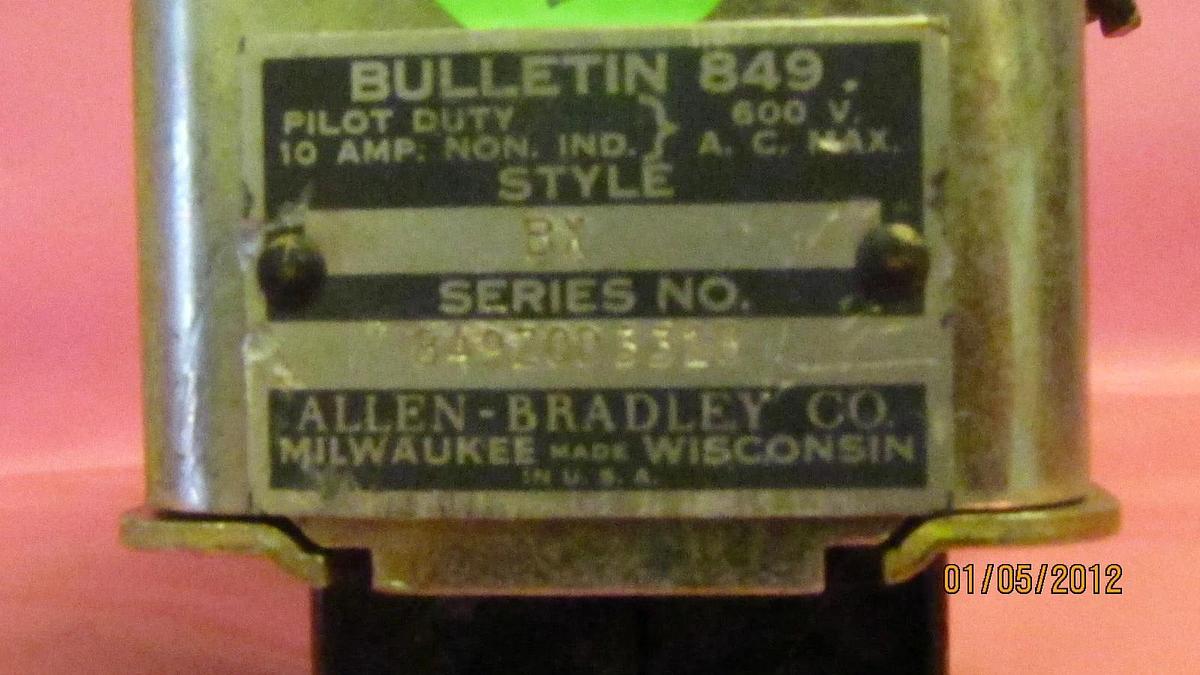 BULLETIN 849.
PILOT DUTY
10 AMP. NON. IND. } 600 V.
A. C. MAX.
STYLE
BX
SERIES NO.
ALLEN-BRADLEY CO.
MILWAUKEE MADE WISCONSIN
IN U. S. A.
01/05/2012